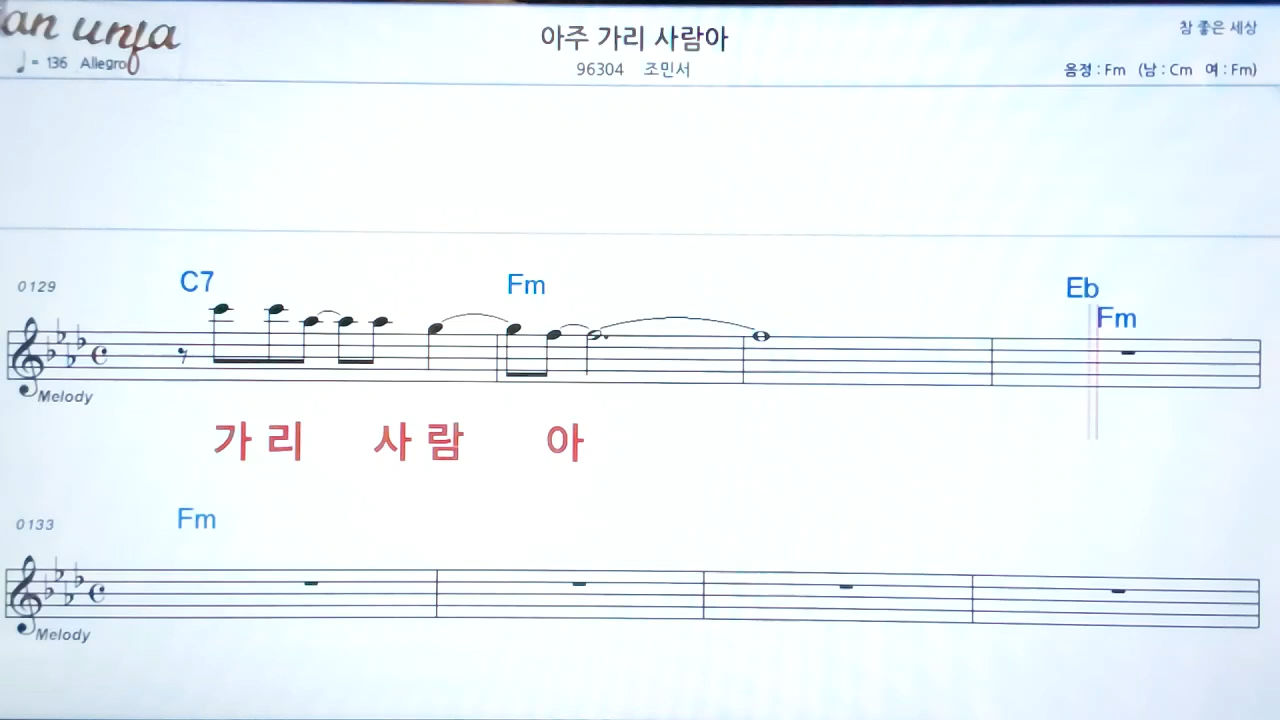 아주 가리 사람아
참 좋은 세상
♩= 136 Allegro
96304 조민서
음정 : Fm (남 : Cm 여 : Fm)
0129
C7 Fm Eb Fm
Melody
가 리 사 람 아
0133
Fm
Melody